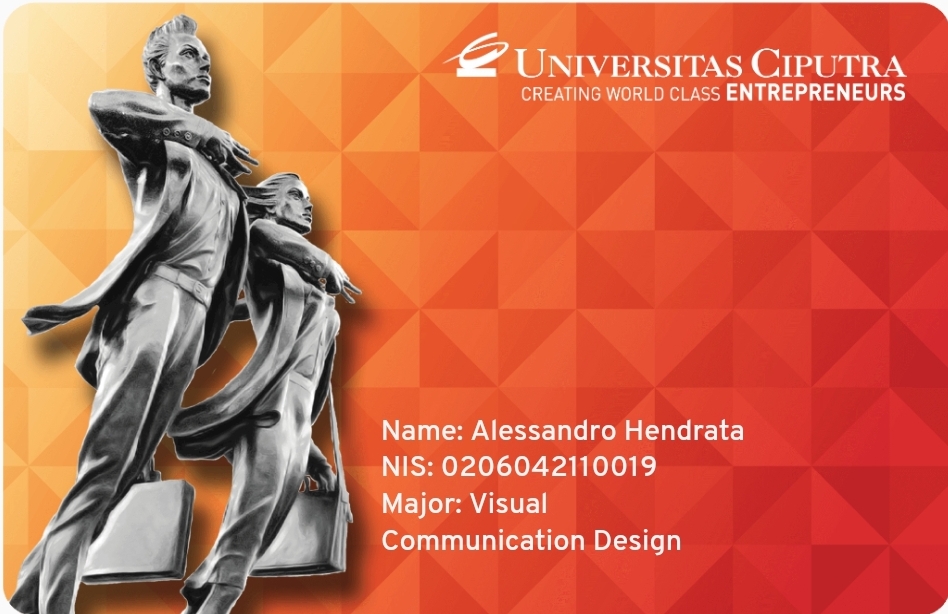 UNIVERSITAS CIPUTRA
CREATING WORLD CLASS ENTREPRENEURS
Name: Alessandro Hendrata
NIS: 0206042110019
Major: Visual
Communication Design